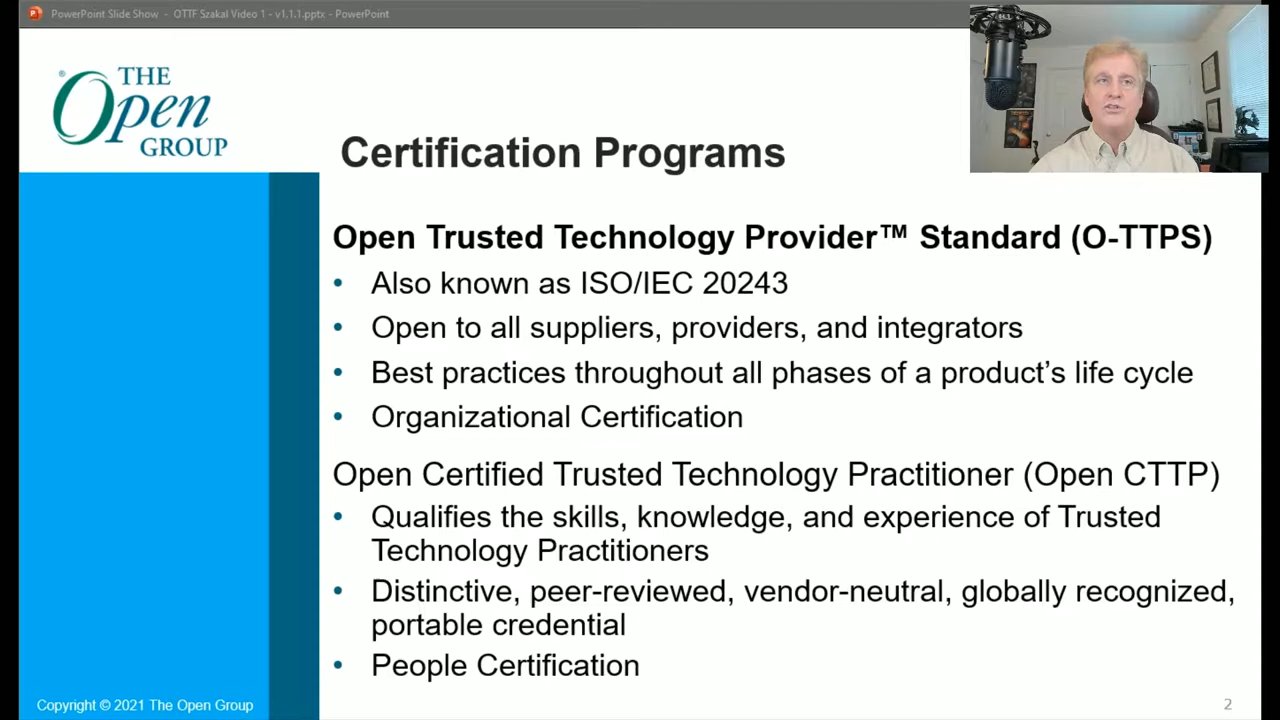 PowerPoint Slide Show - OTTF Szakal Video 1 - v1.1.1.pptx - PowerPoint
® THE
Open
GROUP
Certification Programs
Open Trusted Technology Provider™ Standard (O-TTPS)
• Also known as ISO/IEC 20243
• Open to all suppliers, providers, and integrators
• Best practices throughout all phases of a product’s life cycle
• Organizational Certification
Open Certified Trusted Technology Practitioner (Open CTTP)
• Qualifies the skills, knowledge, and experience of Trusted
Technology Practitioners
• Distinctive, peer-reviewed, vendor-neutral, globally recognized,
portable credential
• People Certification
Copyright © 2021 The Open Group
2